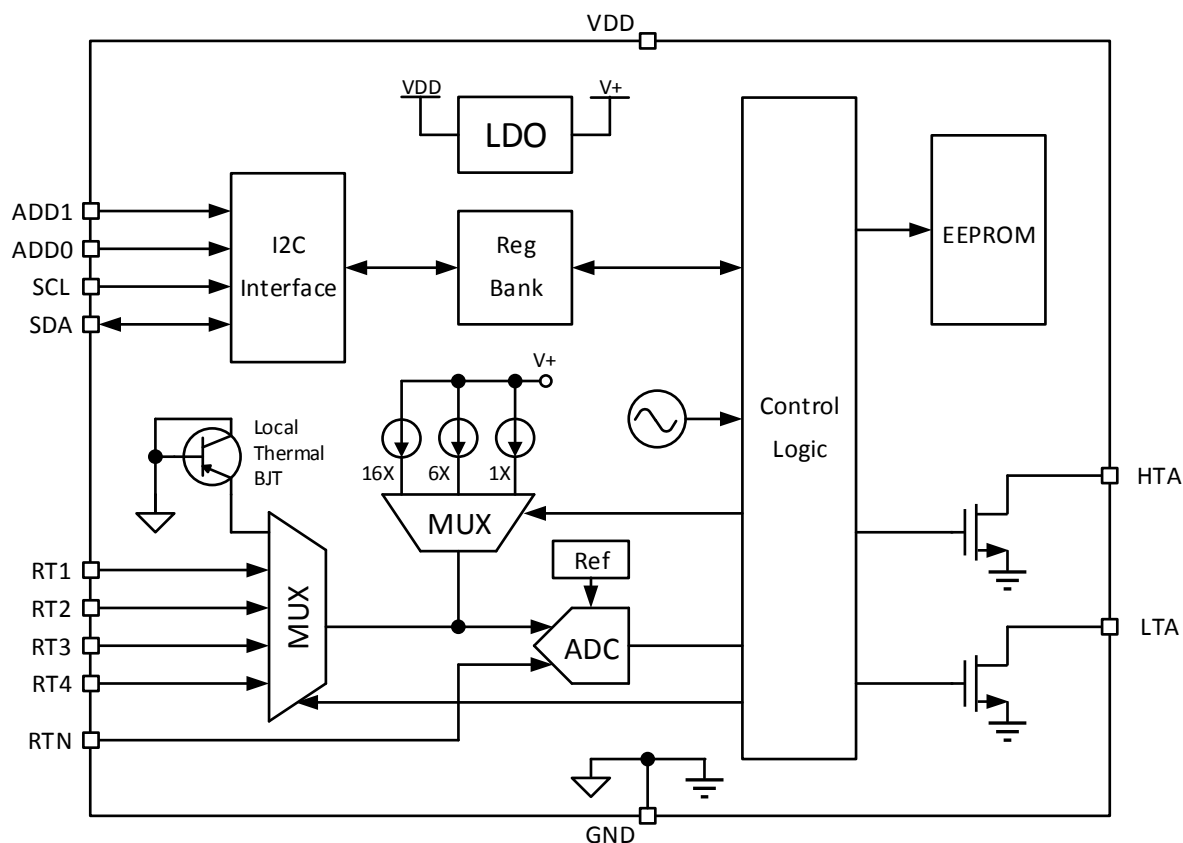 VDD
VDD
V+
LDO
ADD1
ADD0
SCL
SDA
I2C
Interface
Reg
Bank
EEPROM
V+
Local
Thermal
BJT
16X
6X
1X
MUX
Control
Logic
HTA
Ref
RT1
RT2
RT3
RT4
RTN
MUX
ADC
LTA
GND